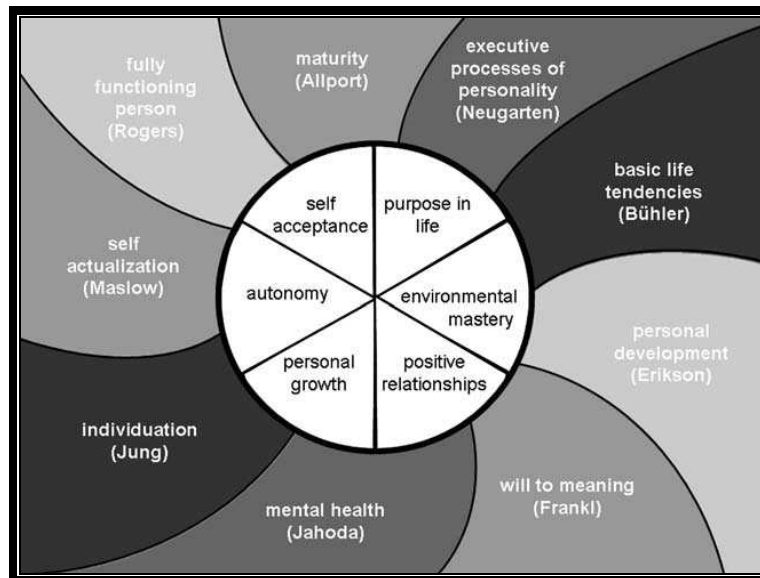 fully
functioning
person
(Rogers)
maturity
(Allport)
executive
processes of
personality
(Neugarten)
basic life
tendencies
(Bühler)
personal
development
(Erikson)
will to meaning
(Frankl)
mental health
(Jahoda)
individuation
(Jung)
self
actualization
(Maslow)
self
acceptance
purpose in
life
environmental
mastery
positive
relationships
personal
growth
autonomy